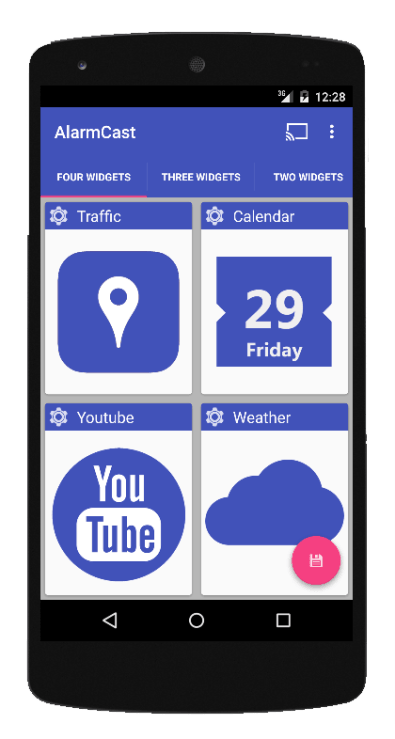 3G 12:28
AlarmCast
FOUR WIDGETS THREE WIDGETS TWO WIDGETS
Traffic Calendar
29
Friday
Youtube Weather
You
Tube